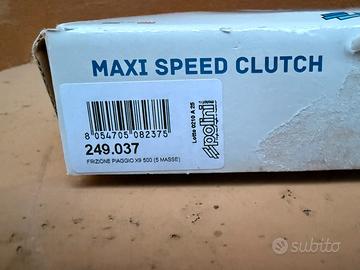 MAXI SPEED CLUTCH
8 054705 082375
249.037
FRIZIONE PIAGGIO X9 500 (5 MASSE)
Lotto 0210 A 25
polini
subito